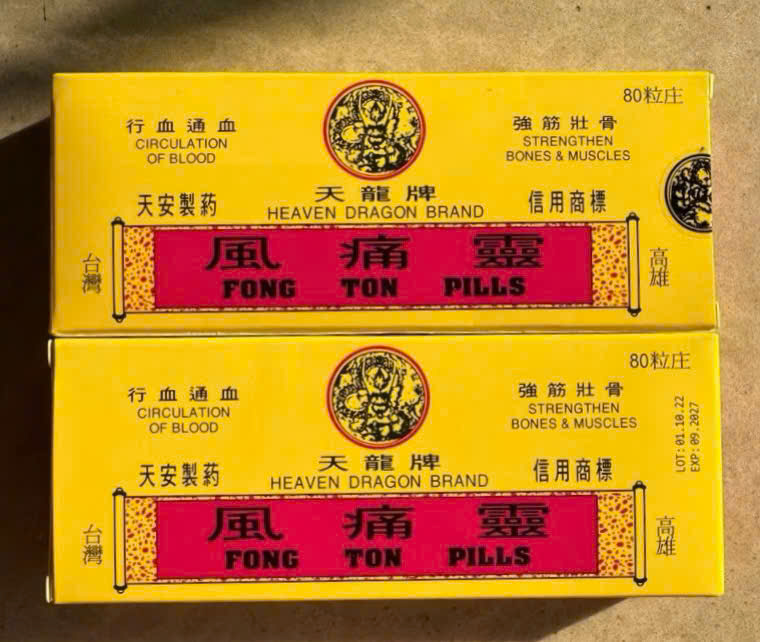 80粒庄
行血通血
CIRCULATION
OF BLOOD
強筋壯骨
STRENGTHEN
BONES & MUSCLES
天安製药
天龍牌
HEAVEN DRAGON BRAND
信用商標
台灣
風痛靈
FONG TON PILLS
高雄
80粒庄
行血通血
CIRCULATION
OF BLOOD
強筋壯骨
STRENGTHEN
BONES & MUSCLES
LOT: 01.10.22
EXP: 09.2027
天安製药
天龍牌
HEAVEN DRAGON BRAND
信用商標
台灣
風痛靈
FONG TON PILLS
高雄